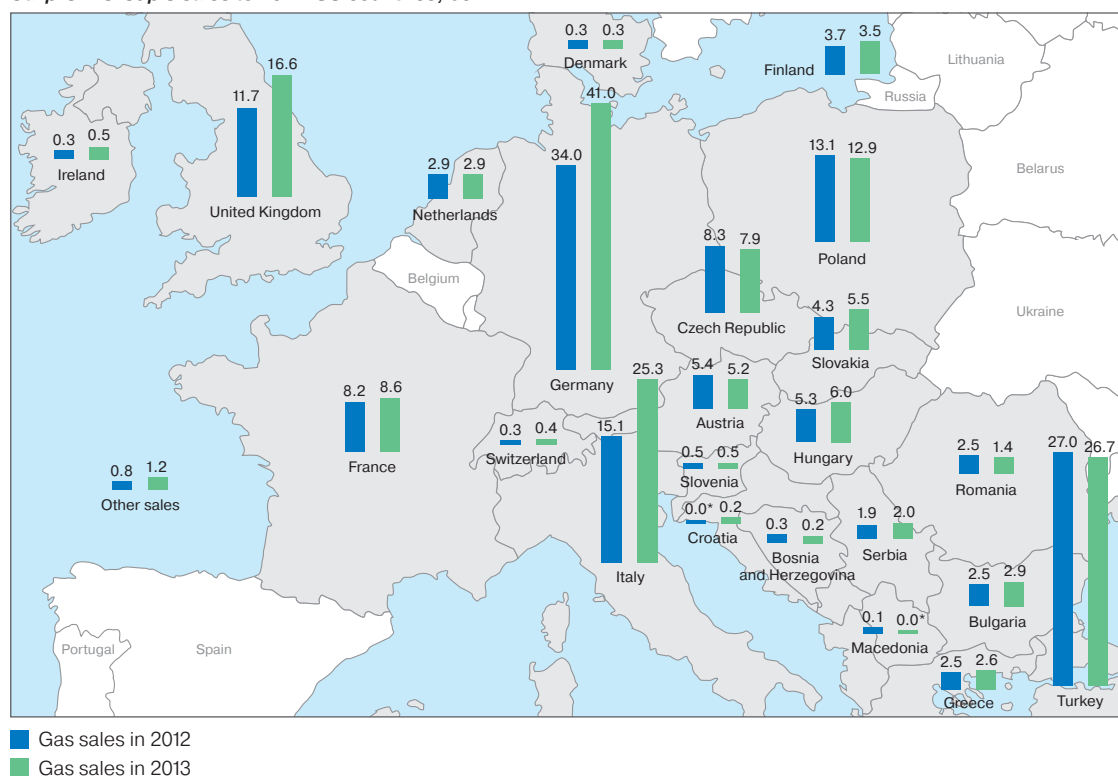 0.3 0.3
Denmark
3.7 3.5
Finland
Lithuania
Russia
16.6
11.7
United Kingdom
0.3 0.5
Ireland
41.0
34.0
Germany
2.9 2.9
Netherlands
13.1 12.9
Poland
Belarus
8.3 7.9
Czech Republic
Belgium
4.3 5.5
Slovakia
Ukraine
8.2 8.6
France
0.3 0.4
Switzerland
25.3
15.1
Italy
5.4 5.2
Austria
5.3 6.0
Hungary
0.5 0.5
Slovenia
2.5 1.4
Romania
27.0 26.7
Turkey
0.8 1.2
Other sales
0.0* 0.2
Croatia
0.3 0.2
Bosnia
and Herzegovina
1.9 2.0
Serbia
2.5 2.9
Bulgaria
0.1 0.0*
Macedonia
2.5 2.6
Greece
Portugal
Spain
Gas sales in 2012
Gas sales in 2013